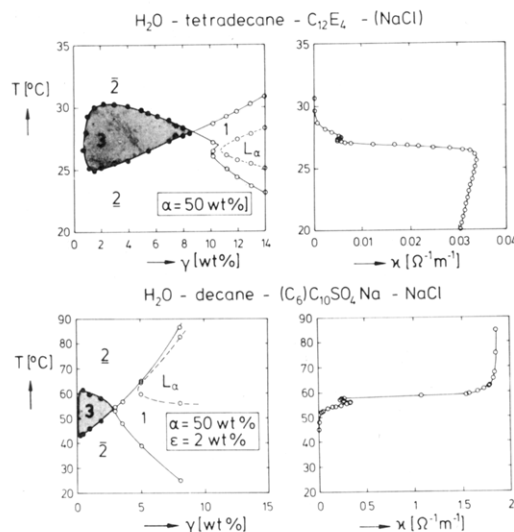 H₂O - tetradecane - C₁₂E₄ - (NaCl)
35
T [°C]
30
25
20
15
2̄
3
1
Lα
2̲
α = 50 wt%]
0 2 4 6 8 10 12 14
γ [wt%]
35
30
25
20
0 0.01 0.02 0.03 0.04
ϰ [Ω⁻¹m⁻¹]
H₂O - decane - (C₆)C₁₀SO₄Na - NaCl
90
T [°C]
80
70
60
50
40
30
20
2̲
3
Lα
1
2̄
α = 50 wt%
ε = 2 wt%
0 5 10 15
γ [wt%]
90
80
70
60
50
40
30
20
0 0.5 1 1.5 2
ϰ [Ω⁻¹m⁻¹]